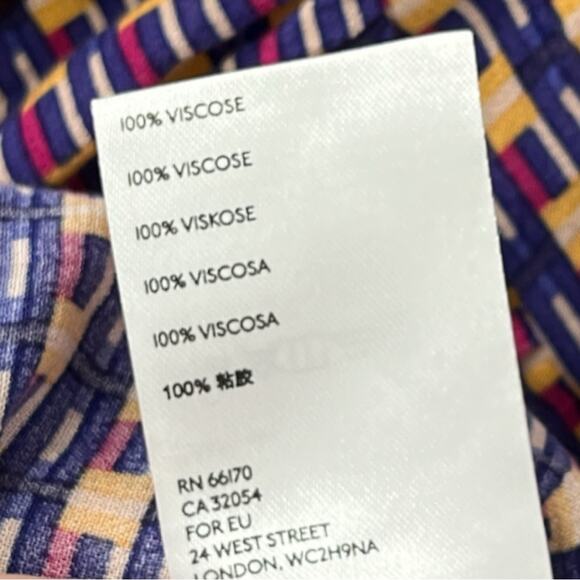 100% VISCOSE
100% VISCOSE
100% VISKOSE
100% VISCOSA
100% VISCOSA
100% 粘胶
RN 66170
CA 32054
FOR EU
24 WEST STREET
LONDON, WC2H9NA